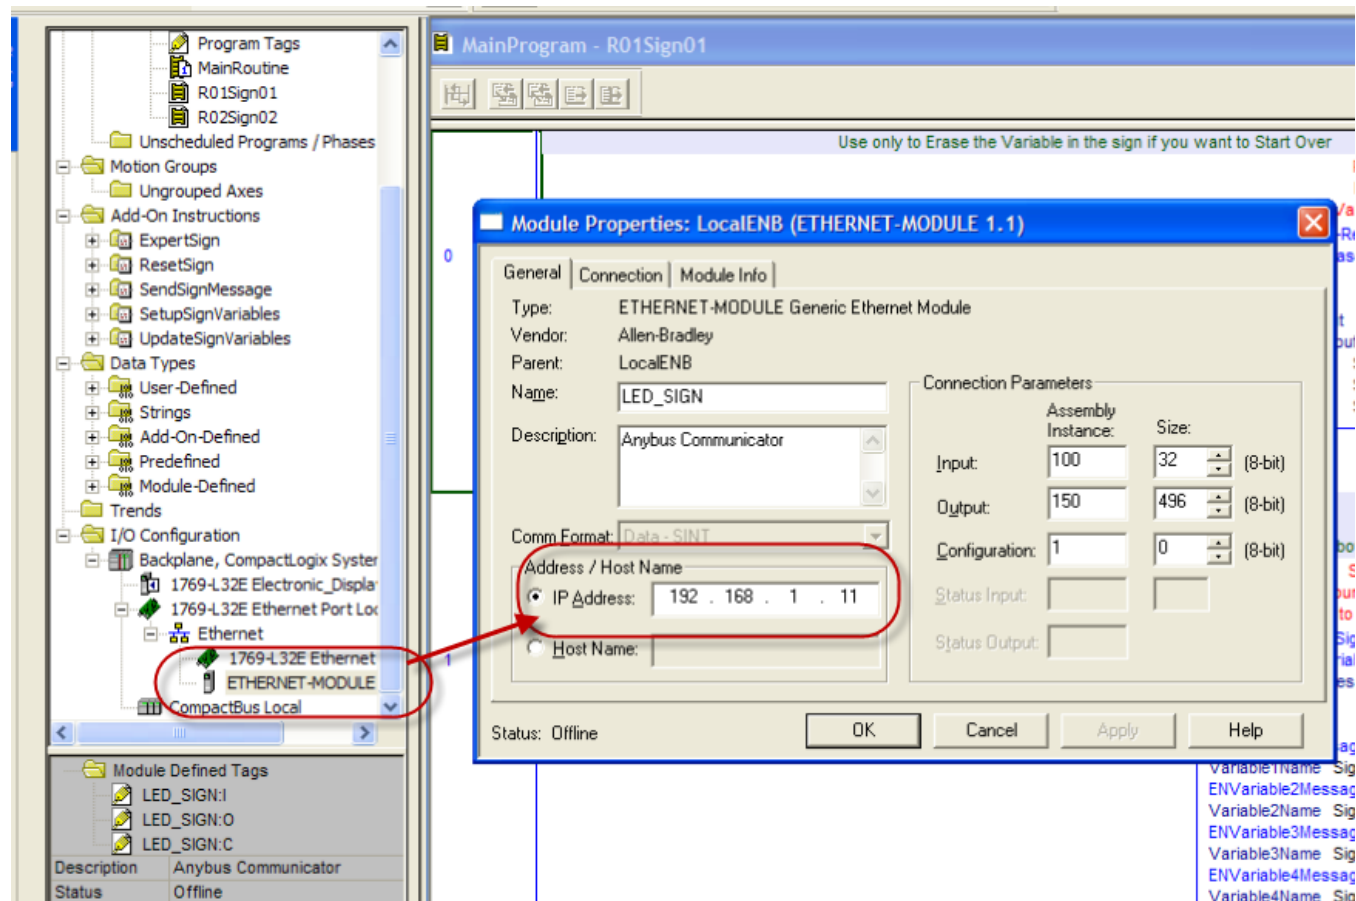 Program Tags
MainRoutine
R01Sign01
R02Sign02
Unscheduled Programs / Phases
Motion Groups
Ungrouped Axes
Add-On Instructions
ExpertSign
ResetSign
SendSignMessage
SetupSignVariables
UpdateSignVariables
Data Types
User-Defined
Strings
Add-On-Defined
Predefined
Module-Defined
Trends
I/O Configuration
Backplane, CompactLogix Syster
1769-L32E Electronic_Displa
1769-L32E Ethernet Port Loc
Ethernet
1769-L32E Ethernet
ETHERNET-MODULE
CompactBus Local
Module Defined Tags
LED_SIGN:I
LED_SIGN:O
LED_SIGN:C
Description Anybus Communicator
Status Offline
MainProgram - R01Sign01
Use only to Erase the Variable in the sign if you want to Start Over
0
1
Module Properties: LocalENB (ETHERNET-MODULE 1.1)
General Connection Module Info
Type: ETHERNET-MODULE Generic Ethernet Module
Vendor: Allen-Bradley
Parent: LocalENB
Name: LED_SIGN
Description: Anybus Communicator
Comm Format: Data - SINT
Address / Host Name
IP Address: 192 . 168 . 1 . 11
Host Name:
Connection Parameters
Assembly
Instance: Size:
Input: 100 32 (8-bit)
Output: 150 496 (8-bit)
Configuration: 1 0 (8-bit)
Status Input:
Status Output:
Status: Offline
OK Cancel Apply Help
Variable1Name Sig
ENVariable2Messag
Variable2Name Sig
ENVariable3Messag
Variable3Name Sig
ENVariable4Messag
Variable4Name Sig